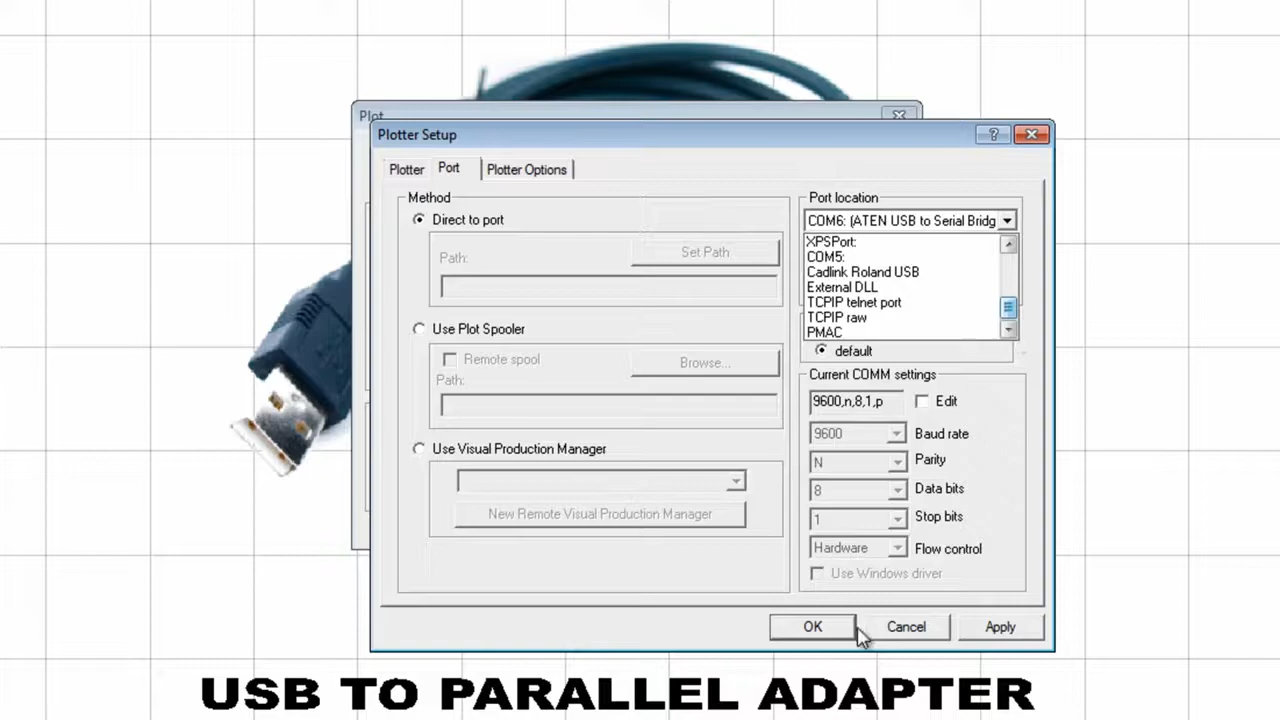 Plot
Plotter Setup
?
Plotter
Port
Plotter Options
Method
Direct to port
Path:
Set Path
Use Plot Spooler
Remote spool
Browse...
Path:
Use Visual Production Manager
New Remote Visual Production Manager
Port location
COM6: (ATEN USB to Serial Bridg
XPSPort:
COM5:
Cadlink Roland USB
External DLL
TCPIP telnet port
TCPIP raw
PMAC
default
Current COMM settings
9600,n,8,1,p
Edit
9600
Baud rate
N
Parity
8
Data bits
1
Stop bits
Hardware
Flow control
Use Windows driver
OK
Cancel
Apply
USB TO PARALLEL ADAPTER